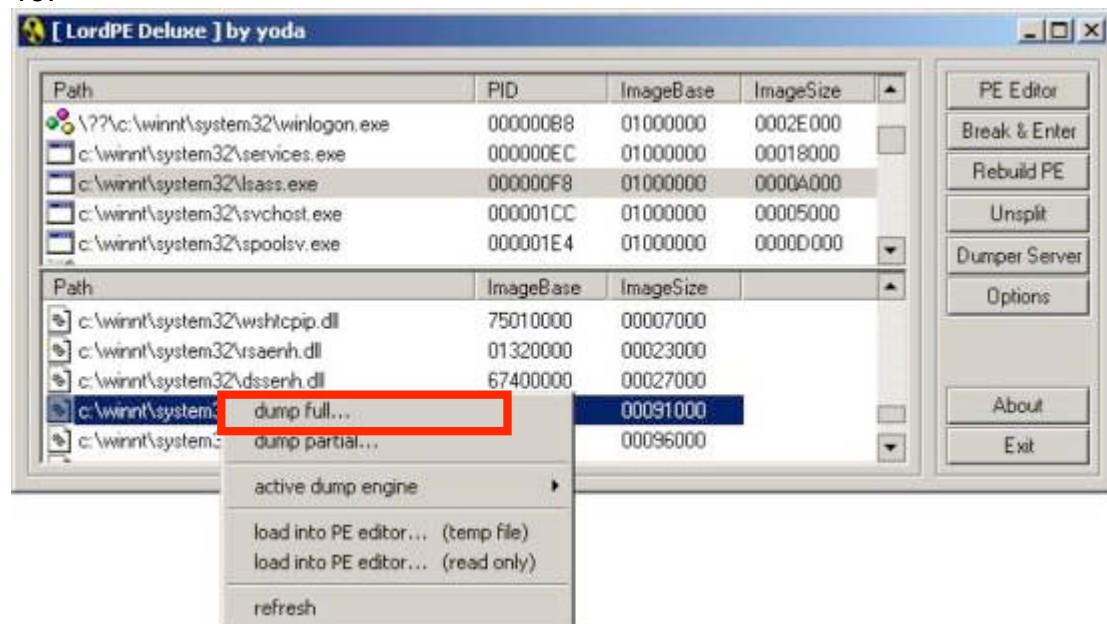 [ LordPE Deluxe ] by yoda
Path PID ImageBase ImageSize
\??\c:\winnt\system32\winlogon.exe 000000B8 01000000 0002E000
c:\winnt\system32\services.exe 000000EC 01000000 00018000
c:\winnt\system32\lsass.exe 000000F8 01000000 0000A000
c:\winnt\system32\svchost.exe 000001CC 01000000 00005000
c:\winnt\system32\spoolsv.exe 000001E4 01000000 0000D000
Path ImageBase ImageSize
c:\winnt\system32\wshtcpip.dll 75010000 00007000
c:\winnt\system32\rsaenh.dll 01320000 00023000
c:\winnt\system32\dssenh.dll 67400000 00027000
c:\winnt\system3 00091000
c:\winnt\system3 00096000
dump full...
dump partial...
active dump engine
load into PE editor... (temp file)
load into PE editor... (read only)
refresh
PE Editor
Break & Enter
Rebuild PE
Unsplit
Dumper Server
Options
About
Exit